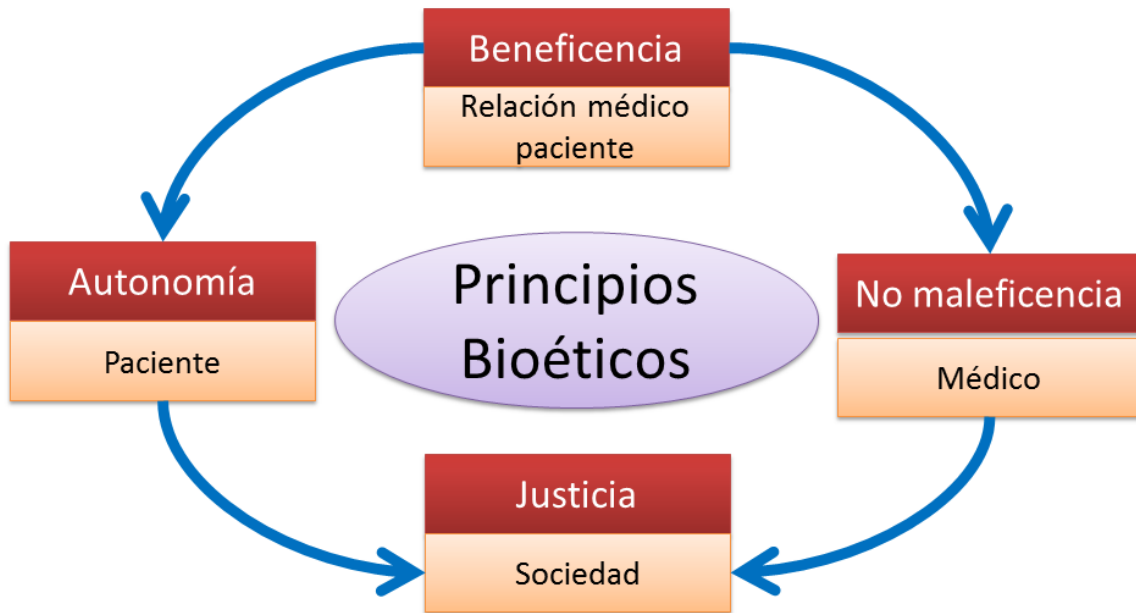 Beneficencia
Relación médico
paciente
Autonomía
Paciente
Principios
Bioéticos
No maleficencia
Médico
Justicia
Sociedad